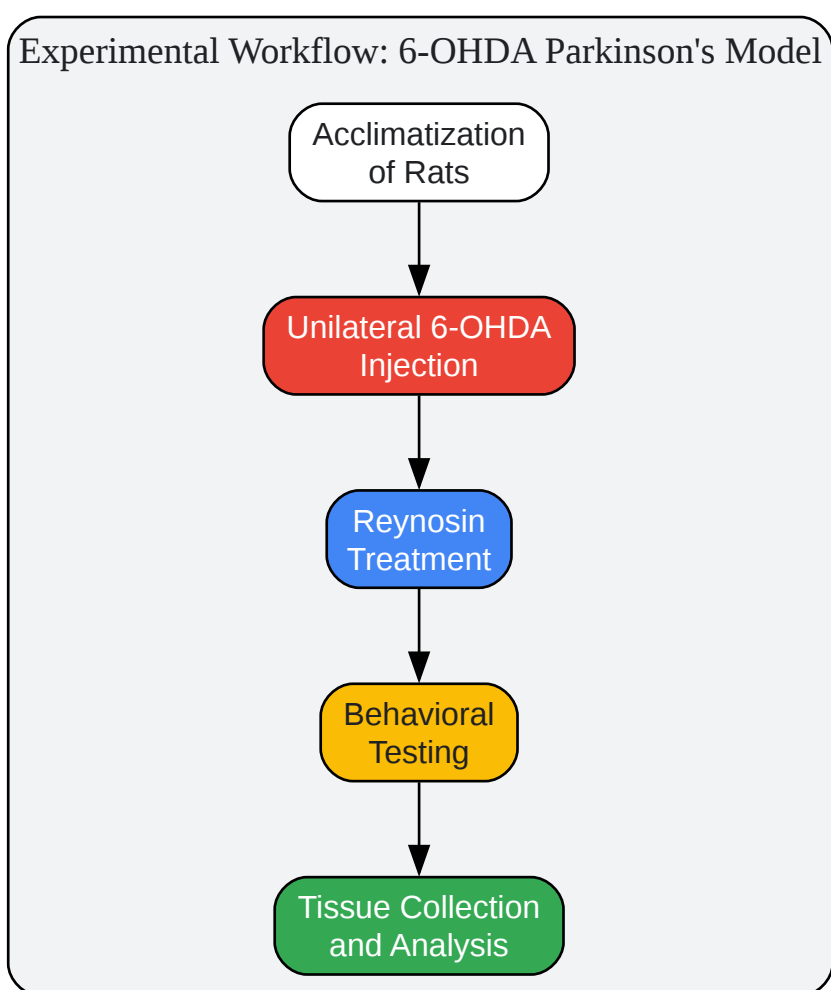 Experimental Workflow: 6-OHDA Parkinson's Model
Acclimatization
of Rats
Unilateral 6-OHDA
Injection
Reynosin
Treatment
Behavioral
Testing
Tissue Collection
and Analysis